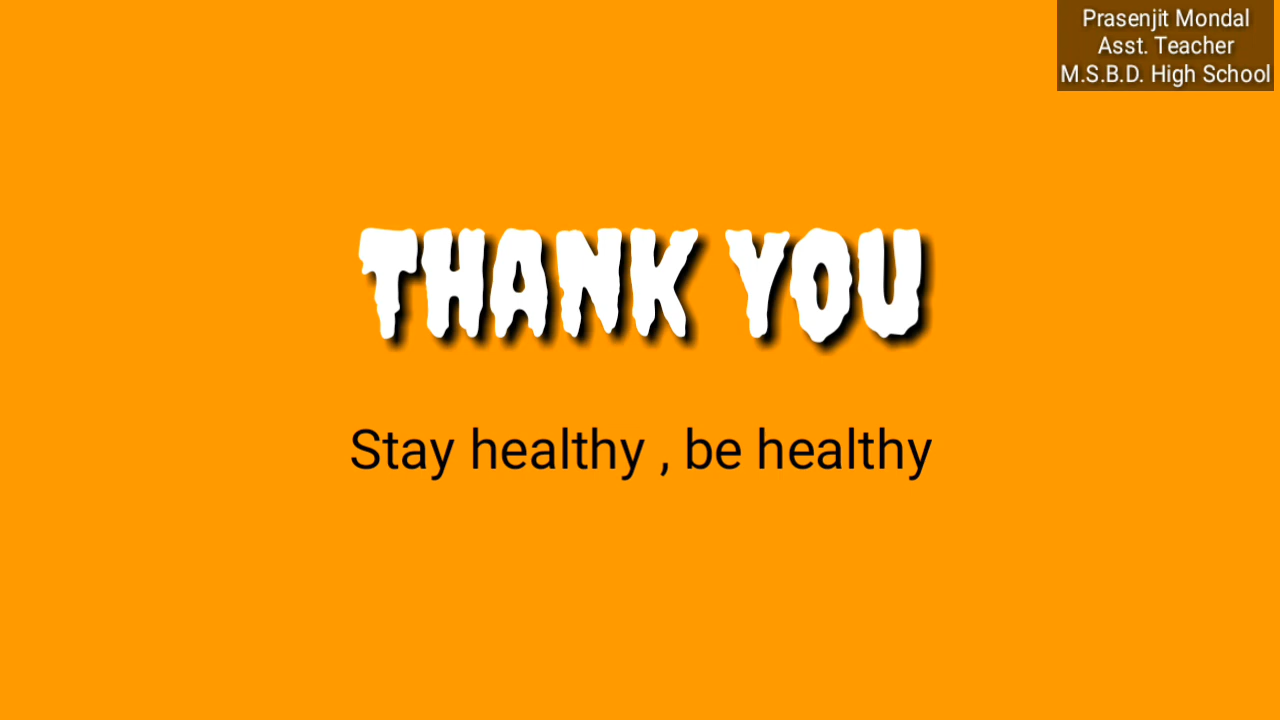 Prasenjit Mondal
Asst. Teacher
M.S.B.D. High School
THANK YOU
Stay healthy , be healthy